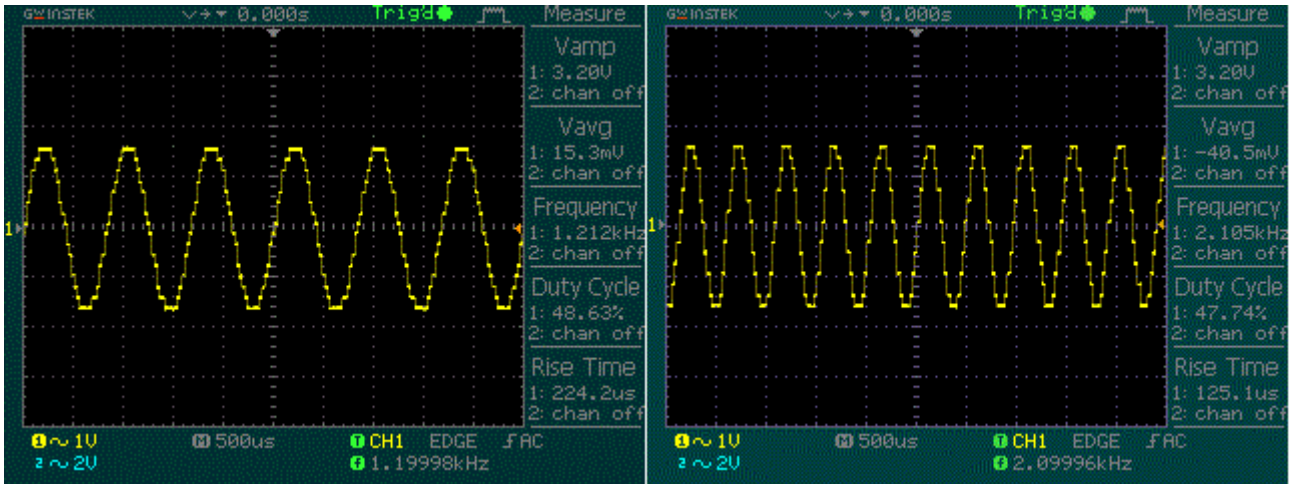 GWINSTEK 0.000s Trig'd Measure
Vamp
1: 3.20V
2: chan off
Vavg
1: 15.3mV
2: chan off
Frequency
1: 1.212kHz
2: chan off
Duty Cycle
1: 48.63%
2: chan off
Rise Time
1: 224.2us
2: chan off
1
1 ~ 1V M 500us T CH1 EDGE AC
2 ~ 2V f 1.19998kHz
GWINSTEK 0.000s Trig'd Measure
Vamp
1: 3.20V
2: chan off
Vavg
1: -40.5mV
2: chan off
Frequency
1: 2.105kHz
2: chan off
Duty Cycle
1: 47.74%
2: chan off
Rise Time
1: 125.1us
2: chan off
1
1 ~ 1V M 500us T CH1 EDGE AC
2 ~ 2V f 2.09996kHz